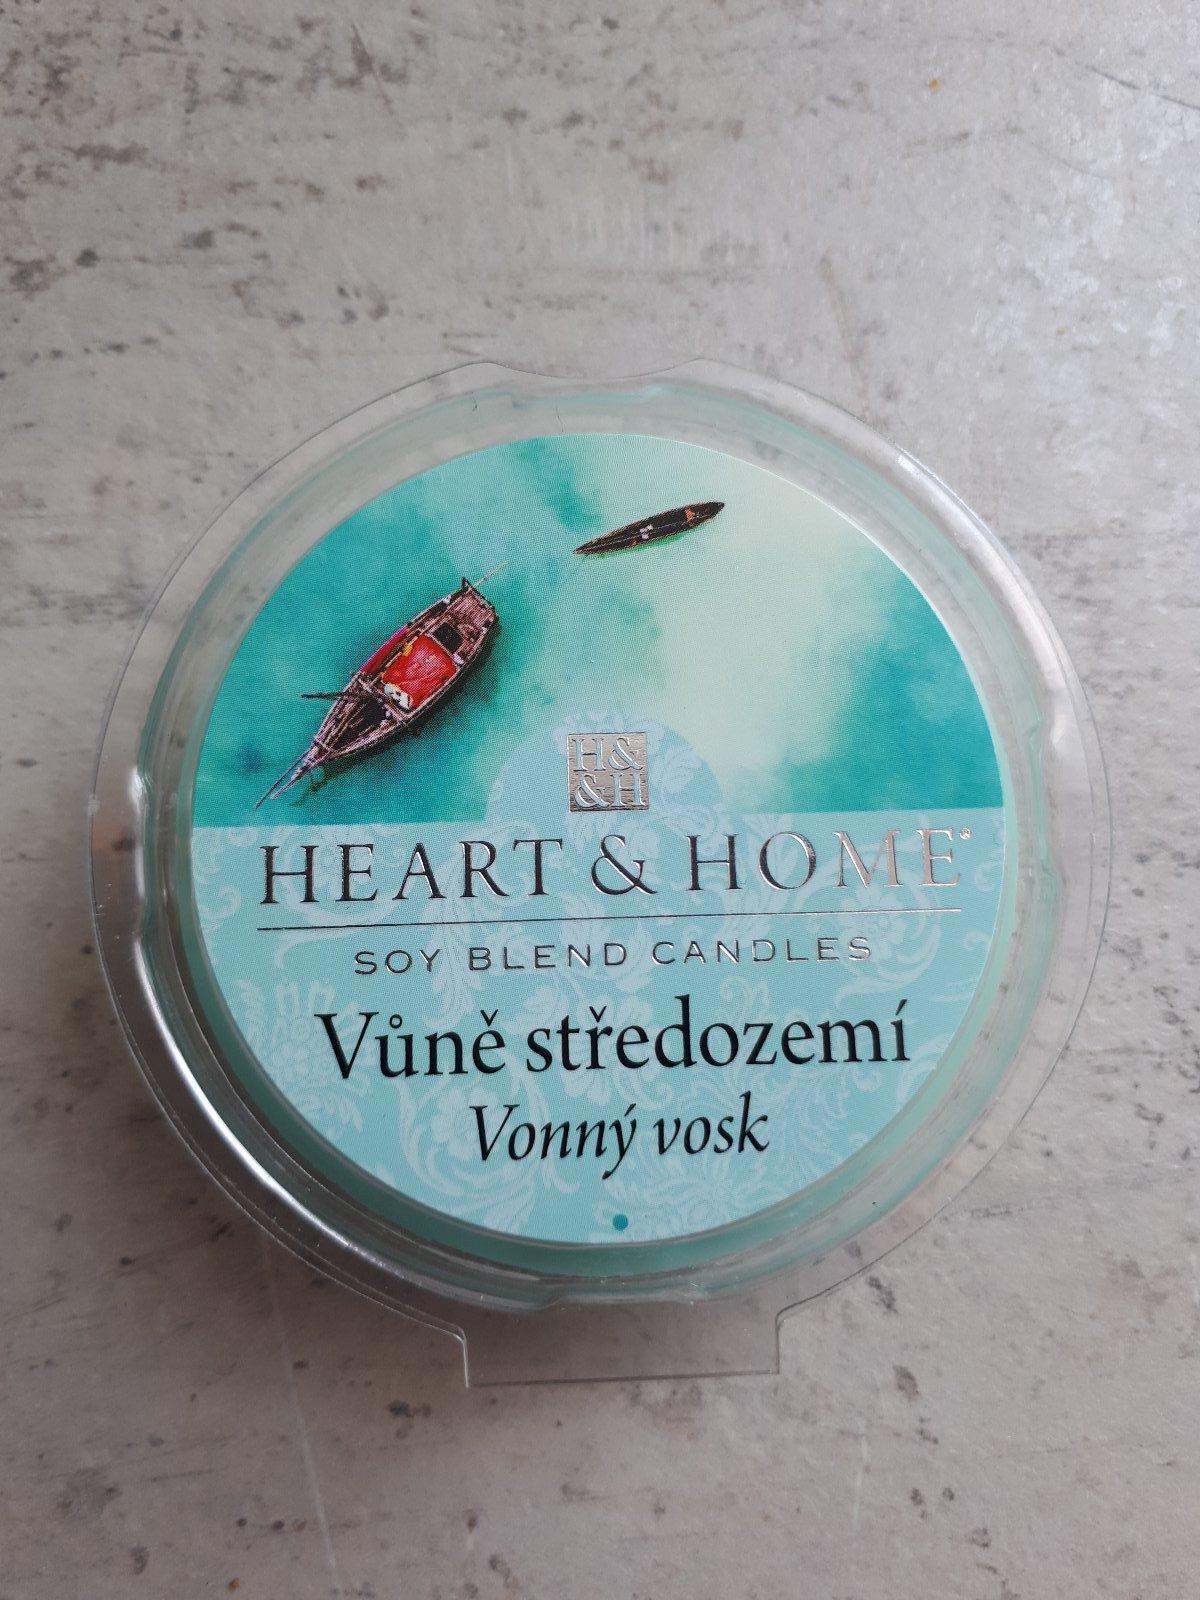 H&
&H
HEART & HOME®
SOY BLEND CANDLES
Vůně středozemí
Vonný vosk